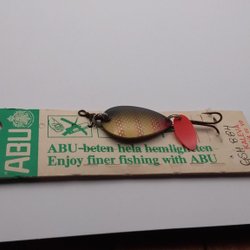 ABU
ABU-beten hela hemligheten
Enjoy finer fishing with ABU